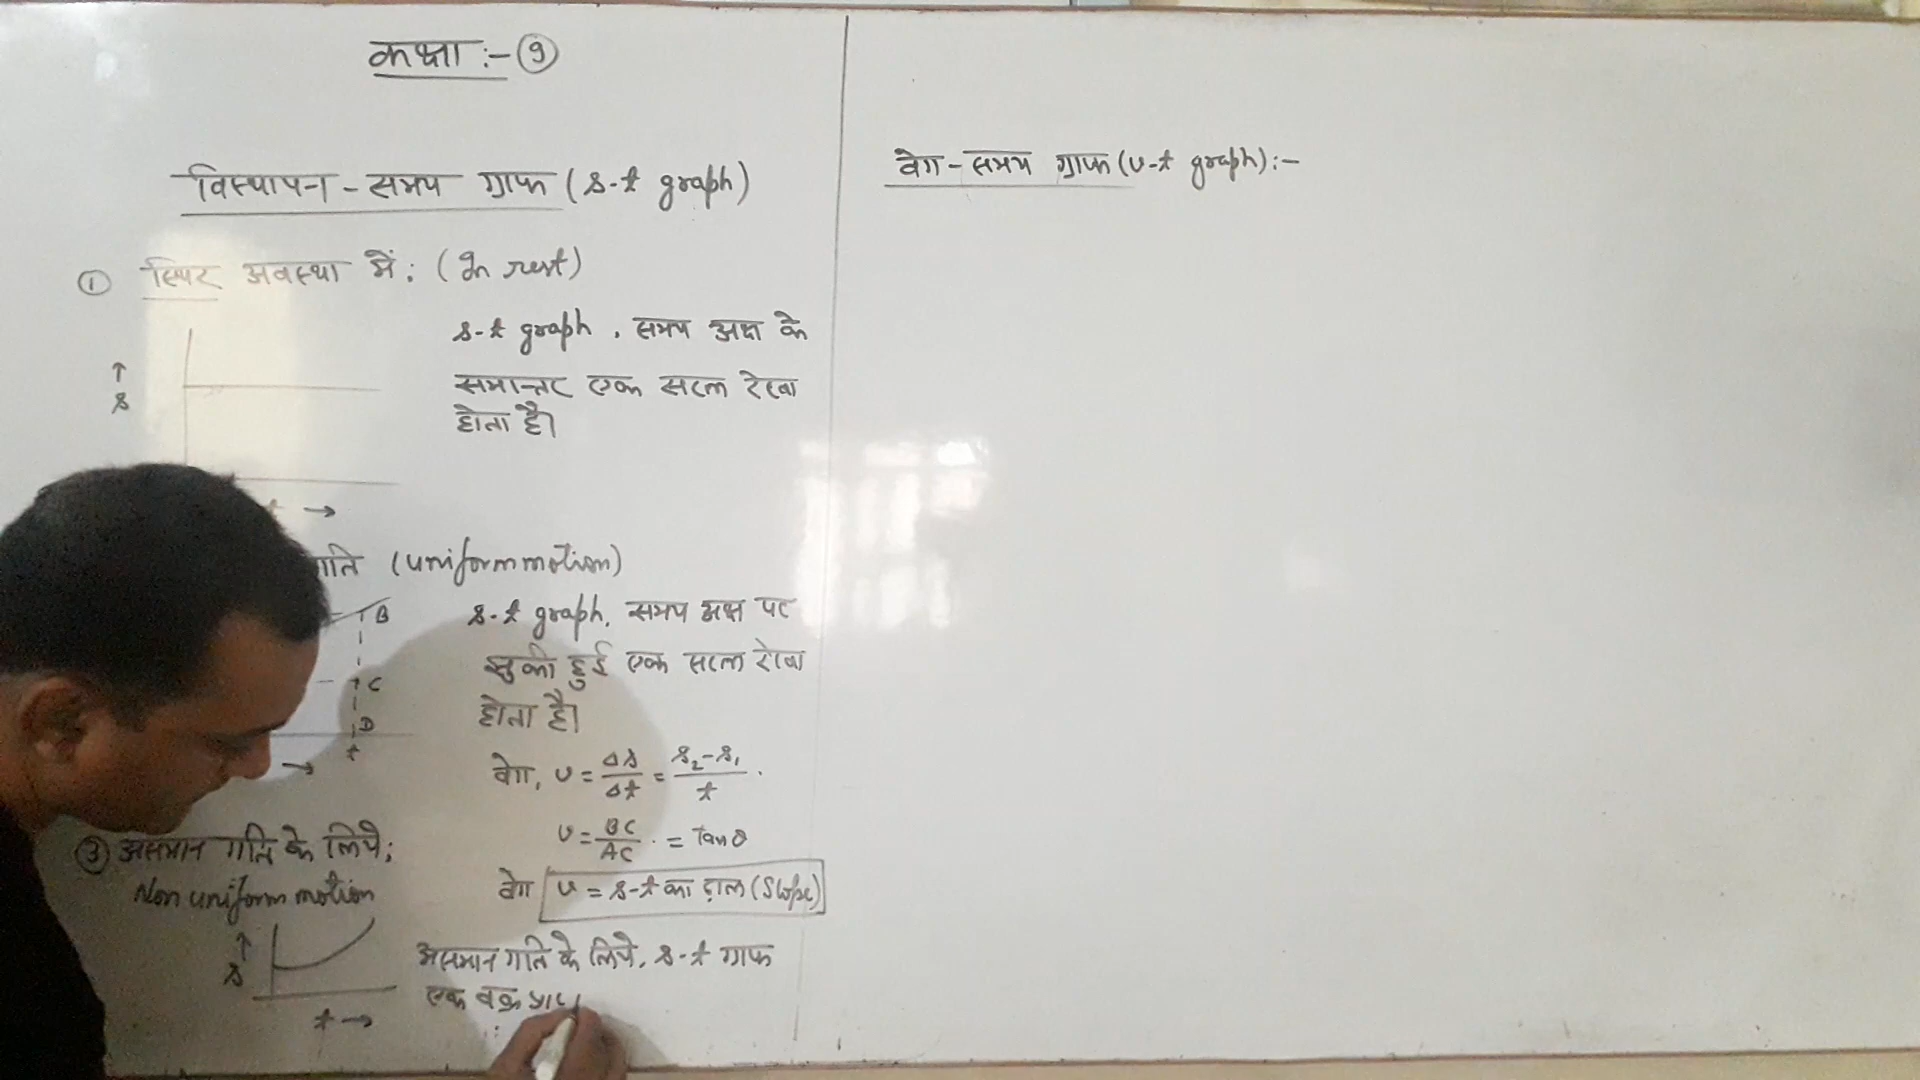 कक्षा :- 9
विस्थापन - समय ग्राफ (s-t graph)
① स्थिर अवस्था में: (In rest)
s-t graph, समय अक्ष के
समान्तर एक सरल रेखा
होता है।
↑
s
t →
गति (uniform motion)
B
C
D
t
→
s-t graph, समय अक्ष पर
झुकी हुई एक सरल रेखा
होता है।
वेग, v = Δs/Δt = s₂-s₁/t
v = BC/AC = Tanθ
वेग v = s-t का ढ़ाल (Slope)
③ असमान गति के लिये:
Non uniform motion
↑
s
t →
असमान गति के लिये, s-t ग्राफ
एक वक्र
वेग - समय ग्राफ (v-t graph):-